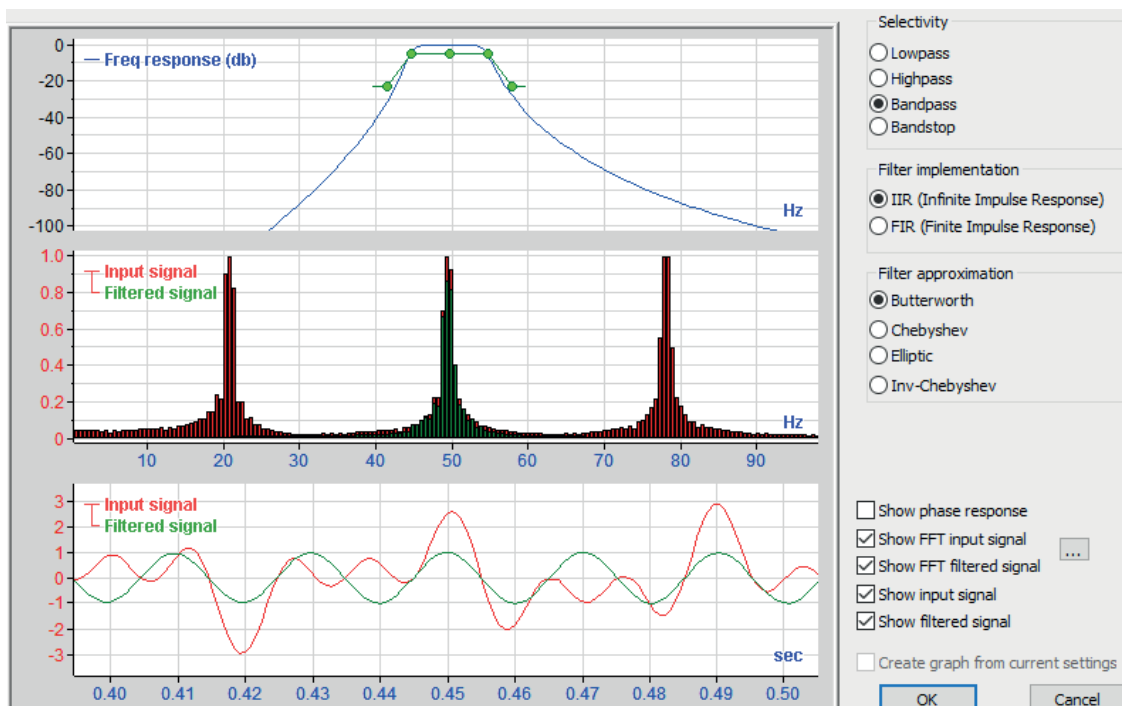 0
-20
-40
-60
-80
-100
Freq response (db)
Hz
1.0
0.8
0.6
0.4
0.2
0
Input signal
Filtered signal
Hz
10 20 30 40 50 60 70 80 90
3
2
1
0
-1
-2
-3
Input signal
Filtered signal
sec
0.40 0.41 0.42 0.43 0.44 0.45 0.46 0.47 0.48 0.49 0.50
Selectivity
Lowpass
Highpass
Bandpass
Bandstop
Filter implementation
IIR (Infinite Impulse Response)
FIR (Finite Impulse Response)
Filter approximation
Butterworth
Chebyshev
Elliptic
Inv-Chebyshev
Show phase response
Show FFT input signal
...
Show FFT filtered signal
Show input signal
Show filtered signal
Create graph from current settings
OK Cancel